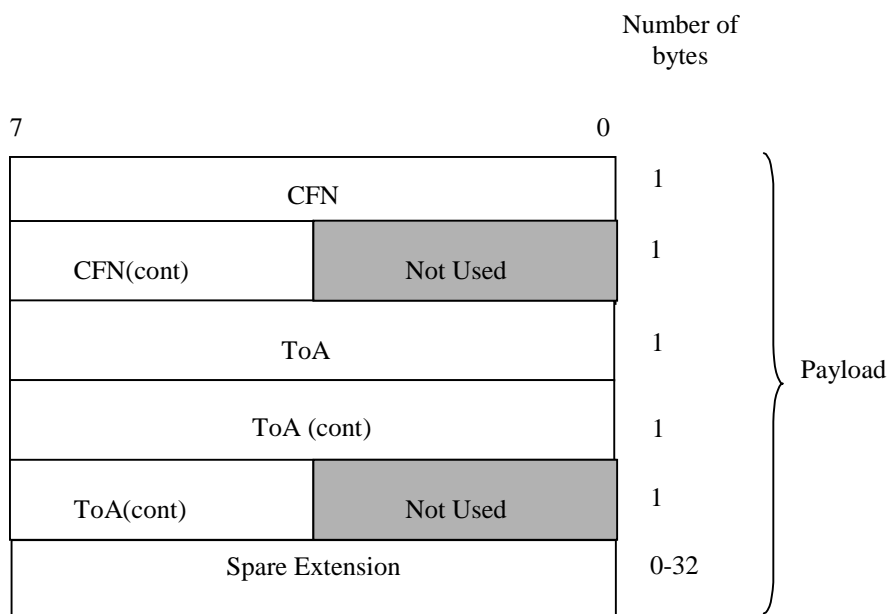 Number of
bytes
7 0
CFN 1
CFN(cont) Not Used 1
ToA 1
ToA (cont) 1
Payload
ToA(cont) Not Used 1
Spare Extension 0-32